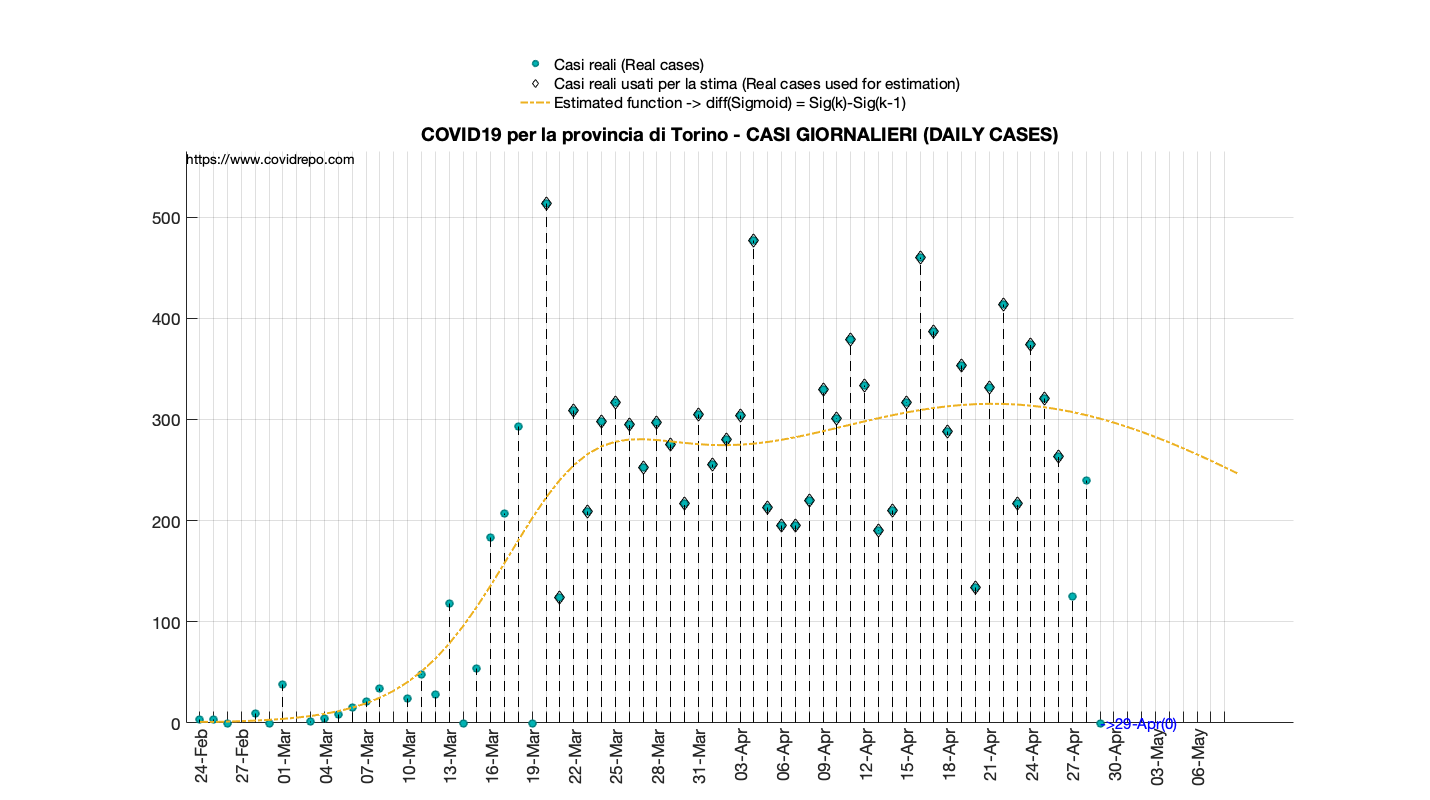 Casi reali (Real cases)
Casi reali usati per la stima (Real cases used for estimation)
Estimated function -> diff(Sigmoid) = Sig(k)-Sig(k-1)
COVID19 per la provincia di Torino - CASI GIORNALIERI (DAILY CASES)
https://www.covidrepo.com
500
400
300
200
100
0
->29-Apr(0)
24-Feb
27-Feb
01-Mar
04-Mar
07-Mar
10-Mar
13-Mar
16-Mar
19-Mar
22-Mar
25-Mar
28-Mar
31-Mar
03-Apr
06-Apr
09-Apr
12-Apr
15-Apr
18-Apr
21-Apr
24-Apr
27-Apr
30-Apr
03-May
06-May